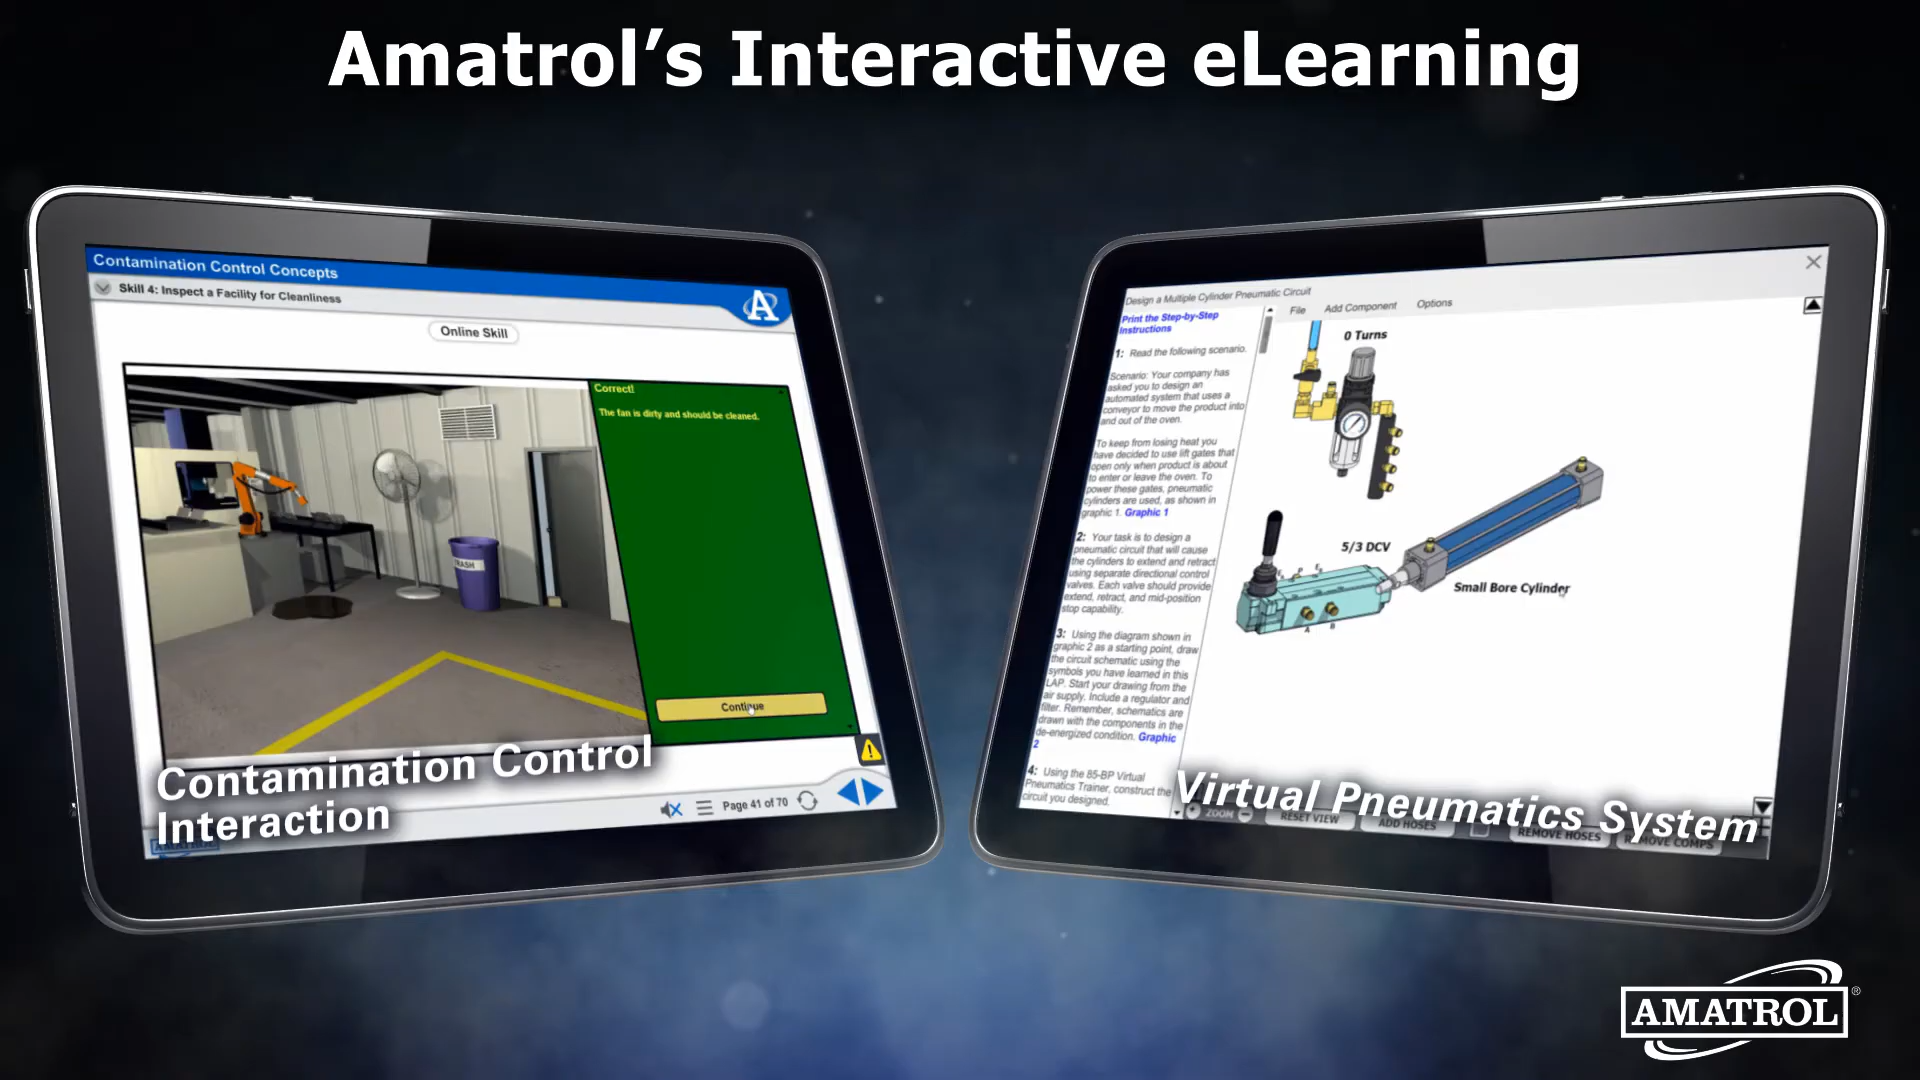 Amatrol’s Interactive eLearning
Contamination Control Concepts
Skill 4: Inspect a Facility for Cleanliness
Online Skill
Correct!
The fan is dirty and should be cleaned.
TRASH
Continue
Page 41 of 70
Contamination Control
Interaction
Design a Multiple Cylinder Pneumatic Circuit
File
Add Component
Options
Print the Step-by-Step
Instructions
1: Read the following scenario.
Scenario: Your company has
asked you to design an
automated system that uses a
conveyor to move the product into
and out of the oven.
To keep from losing heat you
have decided to use lift gates that
open only when product is about
to enter or leave the oven. To
power these gates, pneumatic
cylinders are used, as shown in
graphic 1. Graphic 1
2: Your task is to design a
pneumatic circuit that will cause
the cylinders to extend and retract
using separate directional control
valves. Each valve should provide
extend, retract, and mid-position
stop capability.
3: Using the diagram shown in
graphic 2 as a starting point, draw
the circuit schematic using the
symbols you have learned in this
LAP. Start your drawing from the
air supply. Include a regulator and
filter. Remember, schematics are
drawn with the components in the
de-energized condition. Graphic
2
4: Using the 85-BP Virtual
Pneumatics Trainer, construct the
circuit you designed.
0 Turns
5/3 DCV
Small Bore Cylinder
A B
ZOOM
RESET VIEW
ADD HOSES
REMOVE HOSES
REMOVE COMPS
Virtual Pneumatics System
AMATROL®